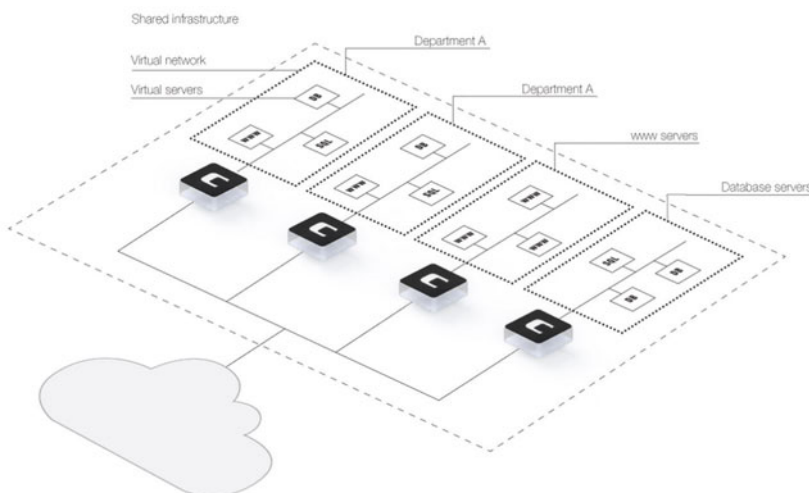 Shared infrastructure
Department A
Virtual network
Virtual servers
Department A
www servers
Database servers
DB
WWW
SQL
DB
WWW
SQL
WWW
WWW
WWW
SQL
DB
DB